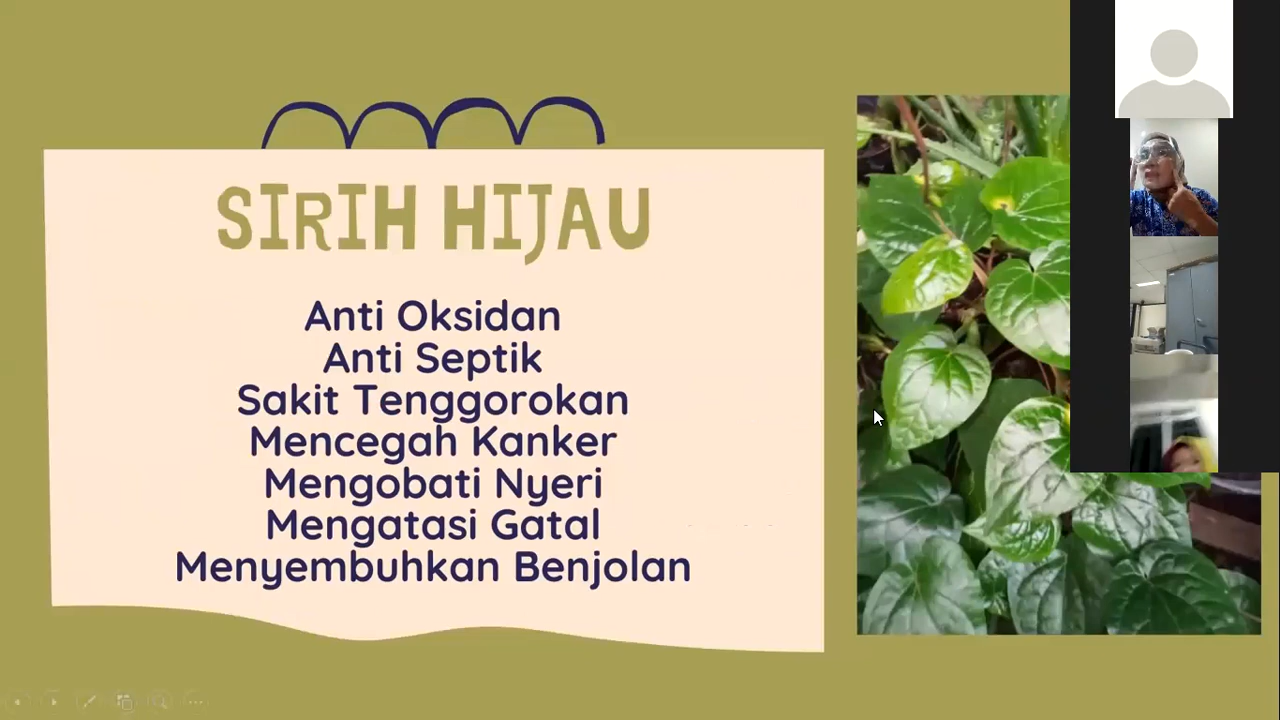 SIRIH HIJAU
Anti Oksidan
Anti Septik
Sakit Tenggorokan
Mencegah Kanker
Mengobati Nyeri
Mengatasi Gatal
Menyembuhkan Benjolan